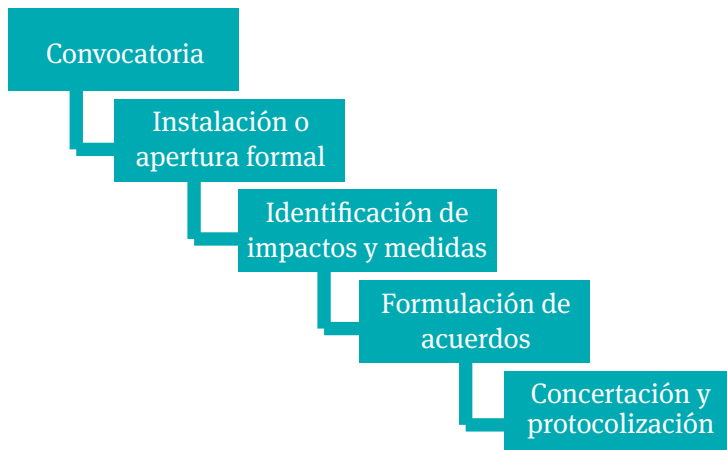 Convocatoria
Instalación o
apertura formal
Identificación de
impactos y medidas
Formulación de
acuerdos
Concertación y
protocolización